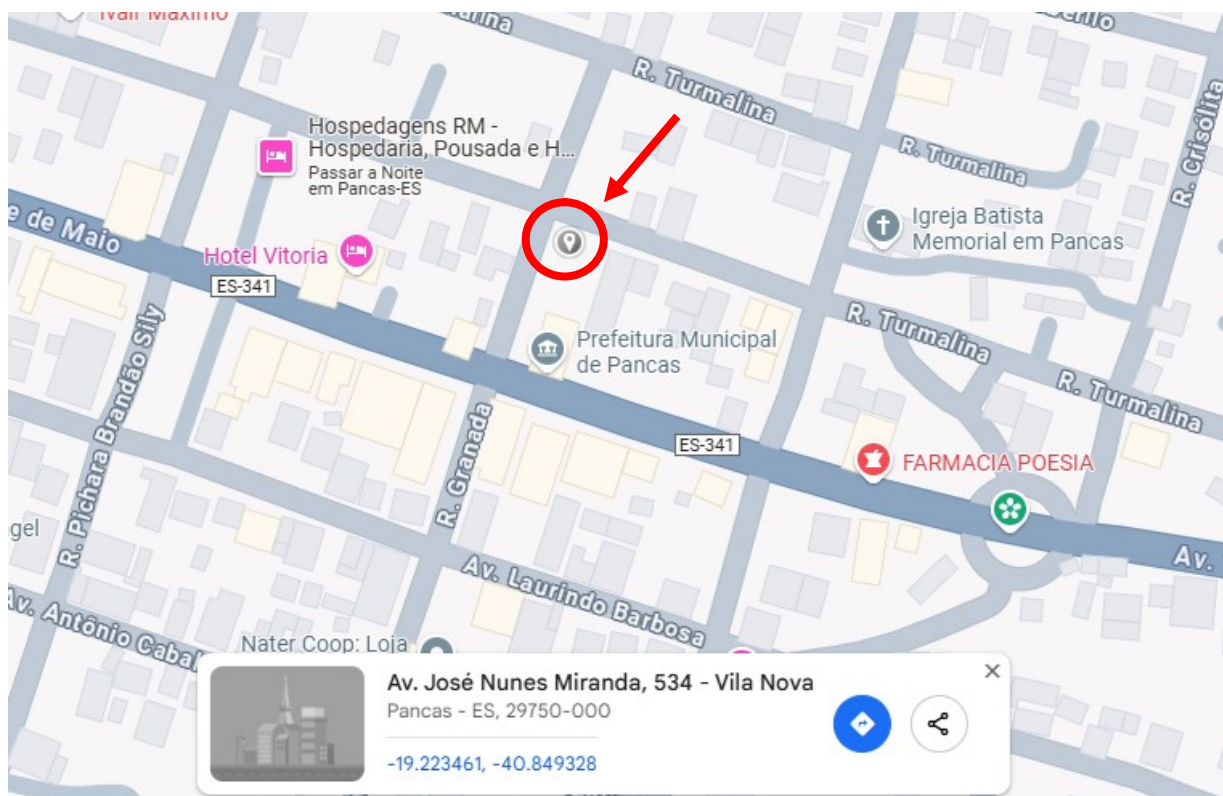 Ivair Maximo
R. Turmalina
R. Turmalina
R. Crisólita
Hospedagens RM -
Hospedaria, Pousada e H...
Passar a Noite
em Pancas-ES
Igreja Batista
Memorial em Pancas
e de Maio
Hotel Vitoria
ES-341
R. Turmalina
Prefeitura Municipal
de Pancas
R. Pichara Brandão Sily
R. Turmalina
R. Granada
ES-341
FARMACIA POESIA
gel
Av.
Av. Laurindo Barbosa
Av. Antônio Cabal
Nater Coop: Loja
Av. José Nunes Miranda, 534 - Vila Nova
Pancas - ES, 29750-000
-19.223461, -40.849328